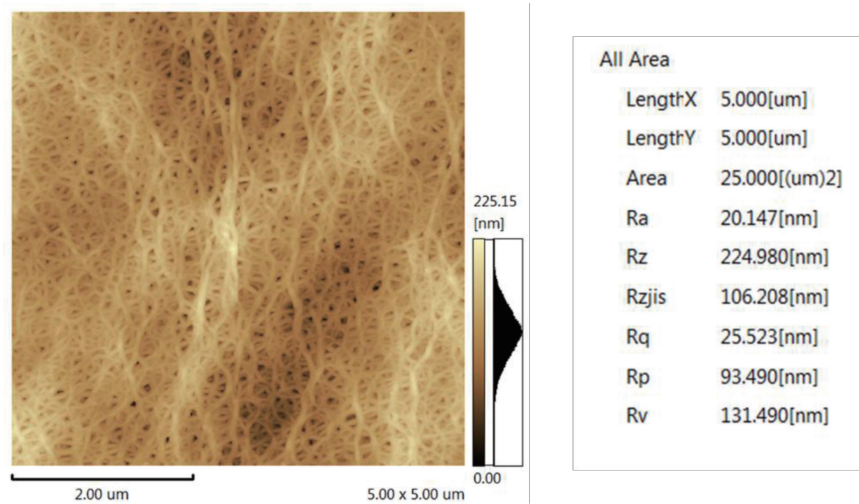 225.15
[nm]
0.00
2.00 um
5.00 x 5.00 um
All Area
LengthX 5.000[um]
LengthY 5.000[um]
Area 25.000[(um)2]
Ra 20.147[nm]
Rz 224.980[nm]
Rzjis 106.208[nm]
Rq 25.523[nm]
Rp 93.490[nm]
Rv 131.490[nm]